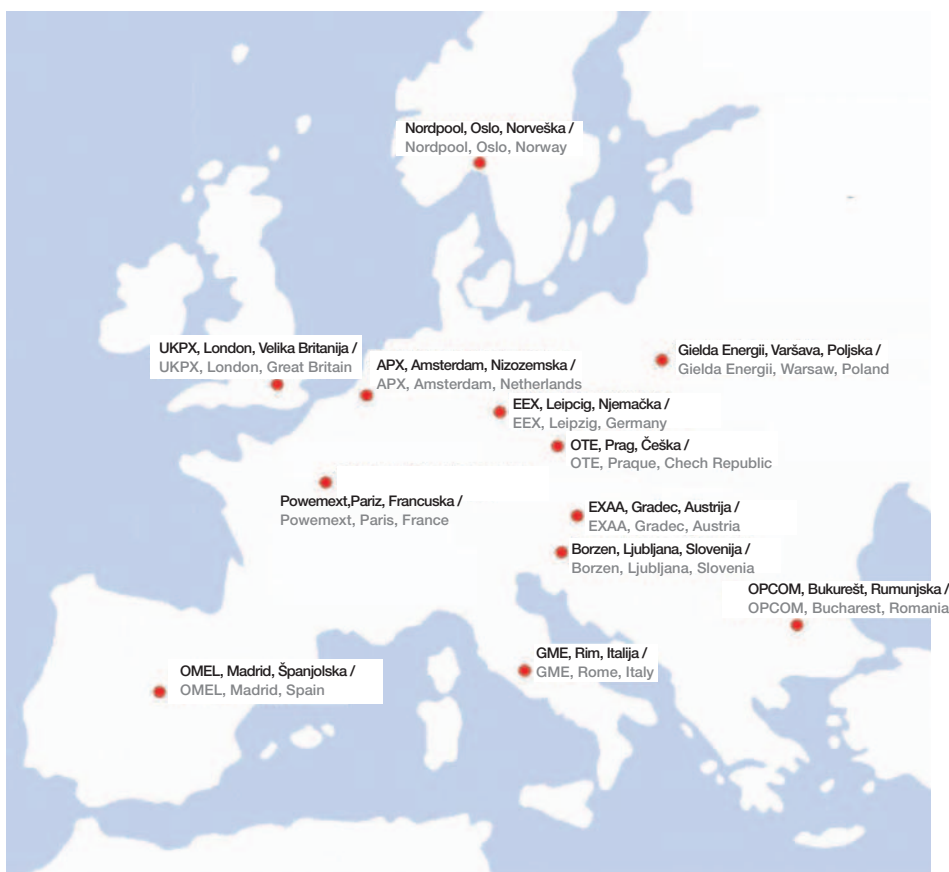 Nordpool, Oslo, Norveška /
Nordpool, Oslo, Norway
UKPX, London, Velika Britanija /
UKPX, London, Great Britain
APX, Amsterdam, Nizozemska /
APX, Amsterdam, Netherlands
Gielda Energii, Varšava, Poljska /
Gielda Energii, Warsaw, Poland
EEX, Leipcig, Njemačka /
EEX, Leipzig, Germany
OTE, Prag, Češka /
OTE, Praque, Chech Republic
Powernext,Pariz, Francuska /
Powernext, Paris, France
EXAA, Gradec, Austrija /
EXAA, Gradec, Austria
Borzen, Ljubljana, Slovenija /
Borzen, Ljubljana, Slovenia
OPCOM, Bukurešt, Rumunjska /
OPCOM, Bucharest, Romania
GME, Rim, Italija /
GME, Rome, Italy
OMEL, Madrid, Španjolska /
OMEL, Madrid, Spain